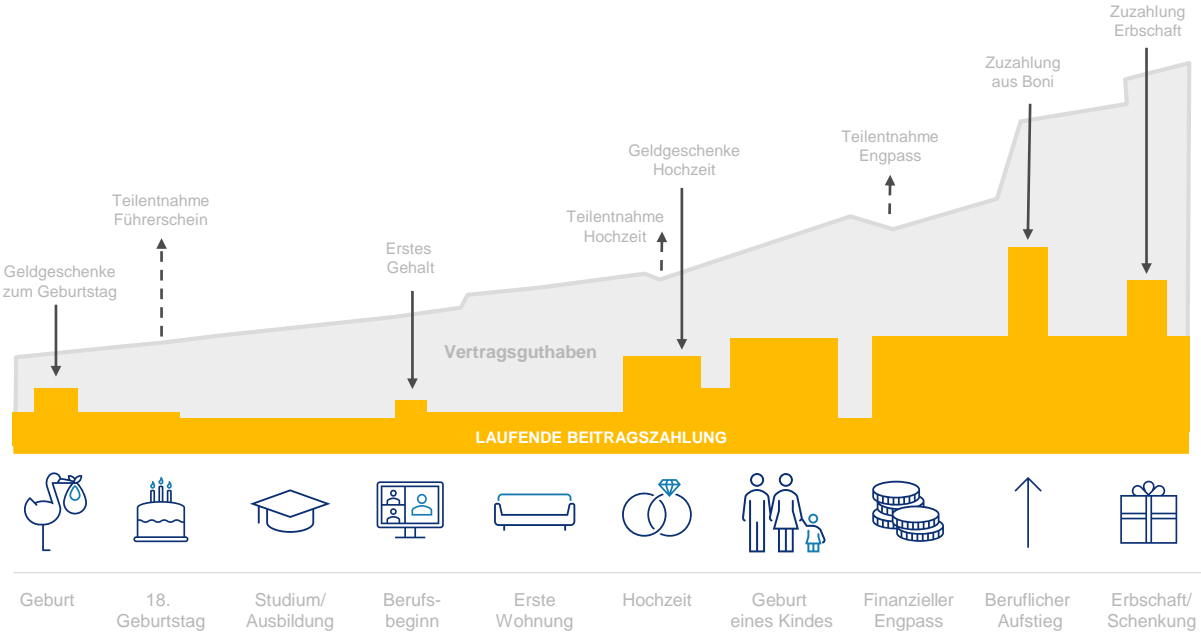 Zuzahlung
Erbschaft
Zuzahlung
aus Boni
Teilentnahme
Engpass
Geldgeschenke
Hochzeit
Teilentnahme
Hochzeit
Teilentnahme
Führerschein
Erstes
Gehalt
Geldgeschenke
zum Geburtstag
Vertragsguthaben
LAUFENDE BEITRAGSZAHLUNG
Geburt
18.
Geburtstag
Studium/
Ausbildung
Berufs-
beginn
Erste
Wohnung
Hochzeit
Geburt
eines Kindes
Finanzieller
Engpass
Beruflicher
Aufstieg
Erbschaft/
Schenkung